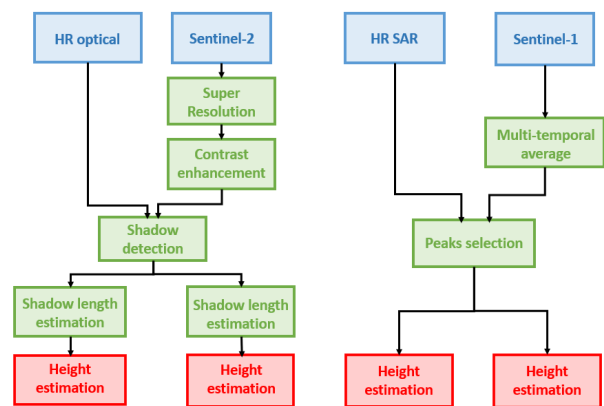 HR optical
Sentinel-2
HR SAR
Sentinel-1
Super
Resolution
Contrast
enhancement
Multi-temporal
average
Shadow
detection
Peaks selection
Shadow length
estimation
Shadow length
estimation
Height
estimation
Height
estimation
Height
estimation
Height
estimation